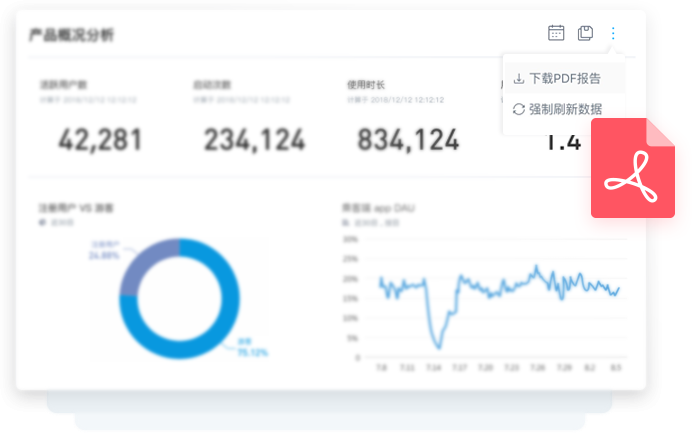 产品概况分析
下载PDF报告
强制刷新数据
活跃用户数
启动次数
使用时长
计算于 2018/12/12 12:12:12
计算于 2018/12/12 12:12:12
计算于 2018/12/12 12:12:12
42,281
234,124
834,124
1.4
注册用户 VS 游客
app DAU
注册用户
24.88%
游客
75.12%
30%
25%
20%
15%
10%
5%
0
7.8
7.11
7.14
7.17
7.20
7.23
7.26
7.29
8.2
8.5